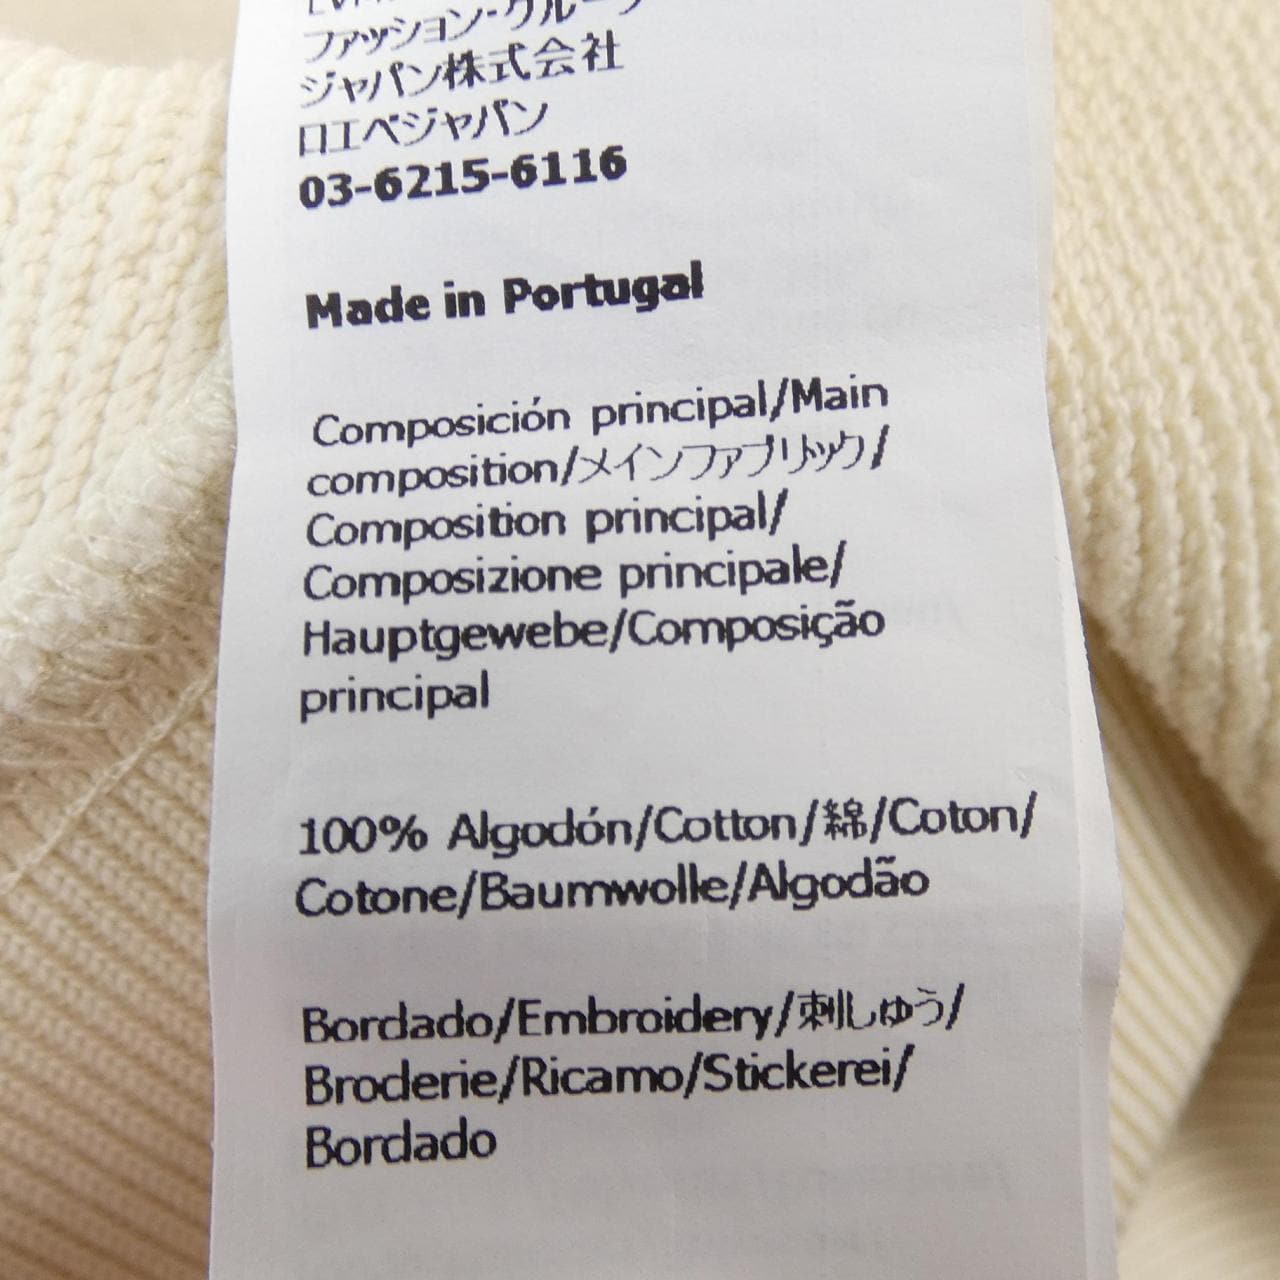 ファッション・グループ
ジャパン株式会社
ロエベジャパン
03-6215-6116
Made in Portugal
Composición principal/Main
composition/メインファブリック/
Composition principal/
Composizione principale/
Hauptgewebe/Composição
principal
100% Algodón/Cotton/綿/Coton/
Cotone/Baumwolle/Algodão
Bordado/Embroidery/刺しゅう/
Broderie/Ricamo/Stickerei/
Bordado